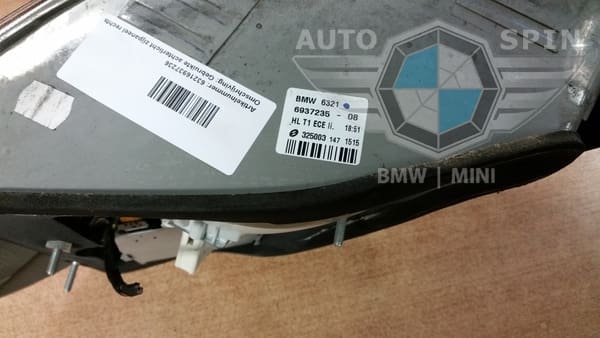 AUTO SPIN
BMW | MINI
Artikelnummer: 63216937236
Omschrijving: Gebruikte achterlicht zijpaneel rechts
BMW 6321
6937235 - 08
HL T1 ECE li. 18:51
325003 147 1515